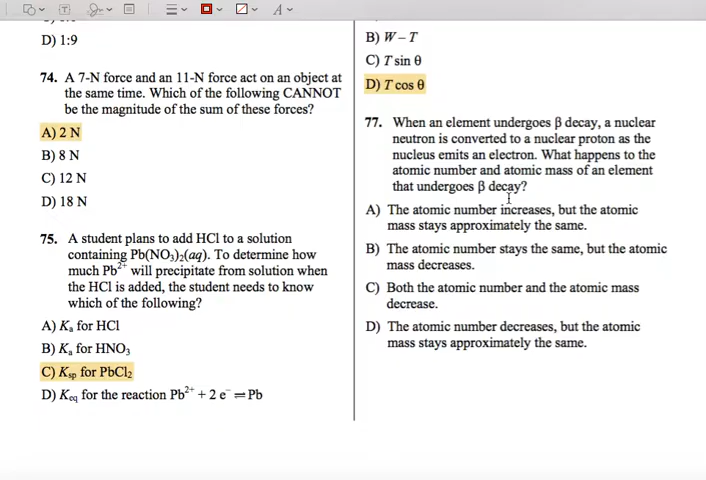 D) 1:9
74. A 7-N force and an 11-N force act on an object at
the same time. Which of the following CANNOT
be the magnitude of the sum of these forces?
A) 2 N
B) 8 N
C) 12 N
D) 18 N
75. A student plans to add HCl to a solution
containing Pb(NO₃)₂(aq). To determine how
much Pb²⁺ will precipitate from solution when
the HCl is added, the student needs to know
which of the following?
A) Kₐ for HCl
B) Kₐ for HNO₃
C) Kₛₚ for PbCl₂
D) K_eq for the reaction Pb²⁺ + 2 e⁻ ⇌ Pb
B) W – T
C) T sin θ
D) T cos θ
77. When an element undergoes β decay, a nuclear
neutron is converted to a nuclear proton as the
nucleus emits an electron. What happens to the
atomic number and atomic mass of an element
that undergoes β decay?
A) The atomic number increases, but the atomic
mass stays approximately the same.
B) The atomic number stays the same, but the atomic
mass decreases.
C) Both the atomic number and the atomic mass
decrease.
D) The atomic number decreases, but the atomic
mass stays approximately the same.